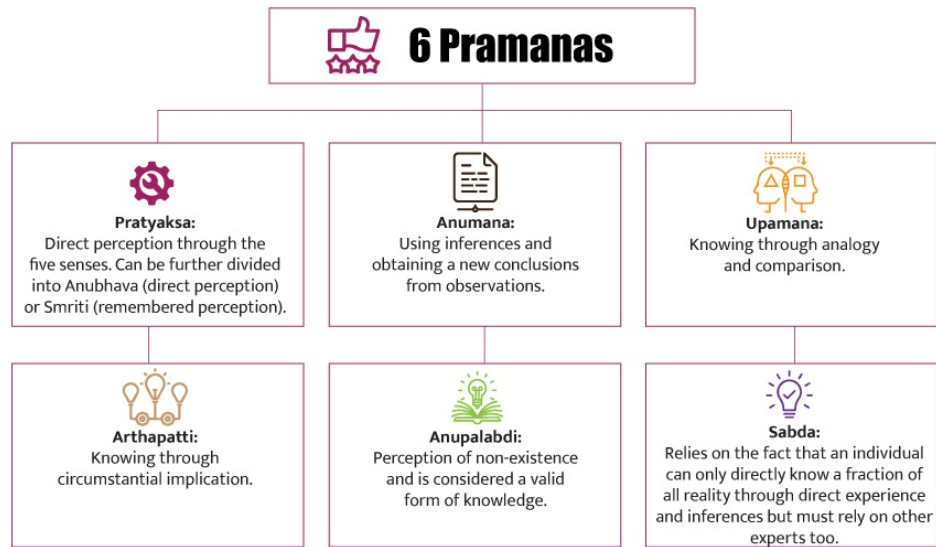 6 Pramanas
Pratyaksa:
Direct perception through the
five senses. Can be further divided
into Anubhava (direct perception)
or Smriti (remembered perception).
Anumana:
Using inferences and
obtaining a new conclusions
from observations.
Upamana:
Knowing through analogy
and comparison.
Arthapatti:
Knowing through
circumstantial implication.
Anupalabdi:
Perception of non-existence
and is considered a valid
form of knowledge.
Sabda:
Relies on the fact that an individual
can only directly know a fraction of
all reality through direct experience
and inferences but must rely on other
experts too.